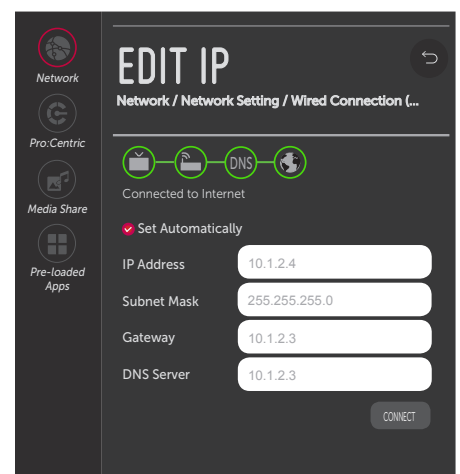 Network
Pro:Centric
Media Share
Pre-loaded
Apps
EDIT IP
Network / Network Setting / Wired Connection (...
DNS
Connected to Internet
Set Automatically
IP Address 10.1.2.4
Subnet Mask 255.255.255.0
Gateway 10.1.2.3
DNS Server 10.1.2.3
CONNECT